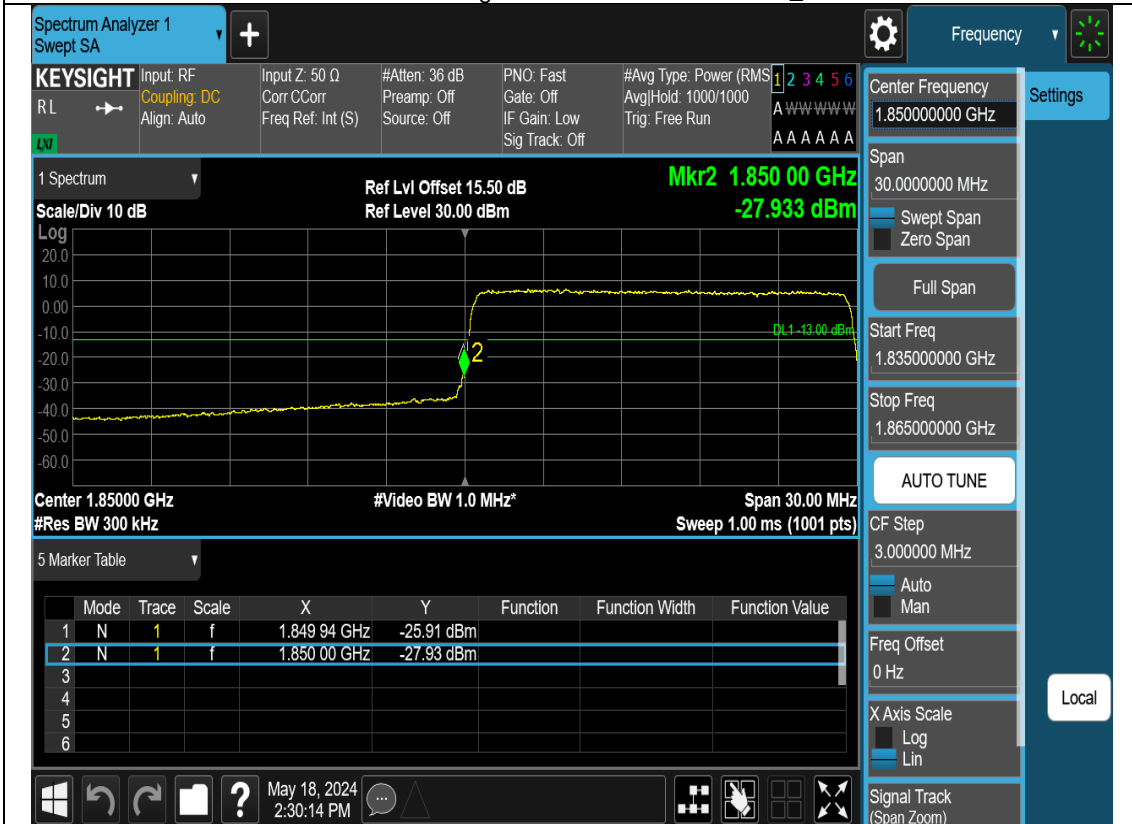 Spectrum Analyzer 1
Swept SA
+
Frequency
KEYSIGHT
RL
LXI
Input: RF
Coupling: DC
Align: Auto
Input Z: 50 Ω
Corr CCorr
Freq Ref: Int (S)
#Atten: 36 dB
Preamp: Off
Source: Off
PNO: Fast
Gate: Off
IF Gain: Low
Sig Track: Off
#Avg Type: Power (RMS
Avg|Hold: 1000/1000
Trig: Free Run
1 2 3 4 5 6
A W W W W W
A A A A A A
1 Spectrum
Scale/Div 10 dB
Ref Lvl Offset 15.50 dB
Ref Level 30.00 dBm
Mkr2 1.850 00 GHz
-27.933 dBm
Log
20.0
10.0
0.00
-10.0
-20.0
-30.0
-40.0
-50.0
-60.0
DL1 -13.00 dBm
2
Center 1.85000 GHz
#Video BW 1.0 MHz*
Span 30.00 MHz
#Res BW 300 kHz
Sweep 1.00 ms (1001 pts)
5 Marker Table
Mode Trace Scale X Y Function Function Width Function Value
1 N 1 f 1.849 94 GHz -25.91 dBm
2 N 1 f 1.850 00 GHz -27.93 dBm
3
4
5
6
?
May 18, 2024
2:30:14 PM
Center Frequency
1.850000000 GHz
Settings
Span
30.0000000 MHz
Swept Span
Zero Span
Full Span
Start Freq
1.835000000 GHz
Stop Freq
1.865000000 GHz
AUTO TUNE
CF Step
3.000000 MHz
Auto
Man
Freq Offset
0 Hz
Local
X Axis Scale
Log
Lin
Signal Track
(Span Zoom)